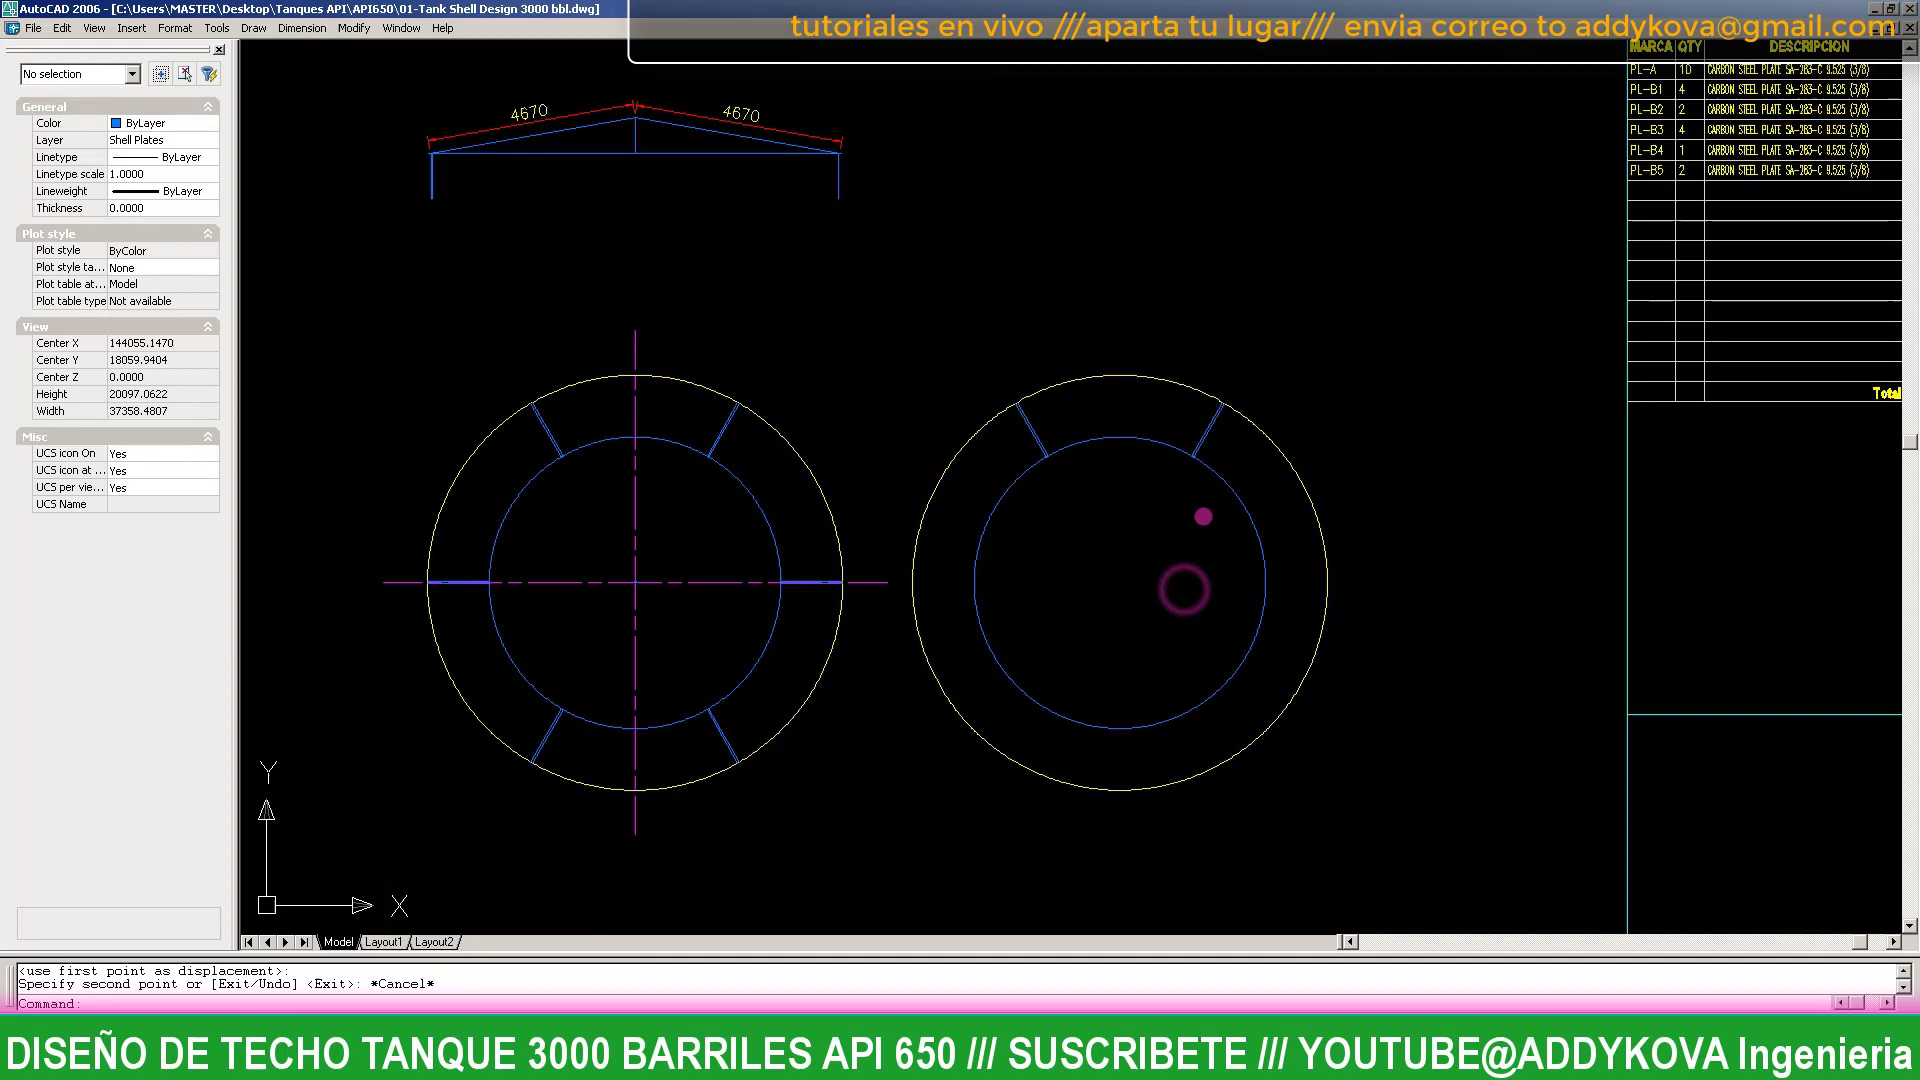 AutoCAD 2006 - [C:\Users\MASTER\Desktop\Tanques API\API650\01-Tank Shell Design 3000 bbl.dwg]
tutoriales en vivo ///aparta tu lugar/// envia correo to addykova@gmail.com
File Edit View Insert Format Tools Draw Dimension Modify Window Help
No selection
General
Color ByLayer
Layer Shell Plates
Linetype ByLayer
Linetype scale 1.0000
Lineweight ByLayer
Thickness 0.0000
Plot style
Plot style ByColor
Plot style ta... None
Plot table at... Model
Plot table type Not available
View
Center X 144055.1470
Center Y 18059.9404
Center Z 0.0000
Height 20097.0622
Width 37358.4807
Misc
UCS icon On Yes
UCS icon at ... Yes
UCS per vie... Yes
UCS Name
4670 4670
MARCA QTY DESCRIPCION
PL-A 10 CARBON STEEL PLATE SA-283-C 9.525 (3/8)
PL-B1 4 CARBON STEEL PLATE SA-283-C 9.525 (3/8)
PL-B2 2 CARBON STEEL PLATE SA-283-C 9.525 (3/8)
PL-B3 4 CARBON STEEL PLATE SA-283-C 9.525 (3/8)
PL-B4 1 CARBON STEEL PLATE SA-283-C 9.525 (3/8)
PL-B5 2 CARBON STEEL PLATE SA-283-C 9.525 (3/8)
Total
Y
X
Model Layout1 Layout2
<use first point as displacement>:
Specify second point or [Exit/Undo] <Exit>: *Cancel*
Command:
DISEÑO DE TECHO TANQUE 3000 BARRILES API 650 /// SUSCRIBETE /// YOUTUBE@ADDYKOVA Ingenieria